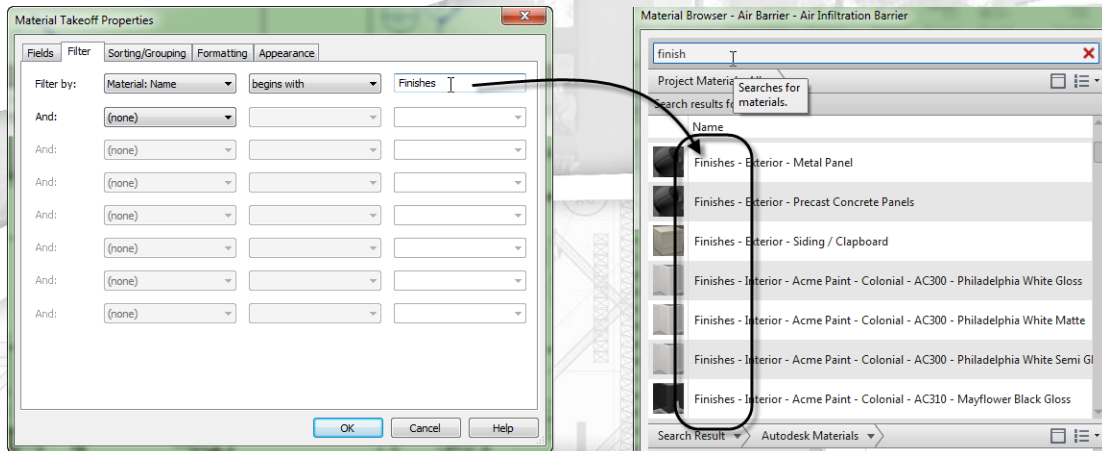 Material Takeoff Properties
Fields Filter Sorting/Grouping Formatting Appearance
Filter by: Material: Name begins with Finishes
And: (none)
And: (none)
And: (none)
And: (none)
And: (none)
And: (none)
And: (none)
OK Cancel Help
Material Browser - Air Barrier - Air Infiltration Barrier
finish
Project Materials
Searches for
materials.
Search results
Name
Finishes - Exterior - Metal Panel
Finishes - Exterior - Precast Concrete Panels
Finishes - Exterior - Siding / Clapboard
Finishes - Interior - Acme Paint - Colonial - AC300 - Philadelphia White Gloss
Finishes - Interior - Acme Paint - Colonial - AC300 - Philadelphia White Matte
Finishes - Interior - Acme Paint - Colonial - AC300 - Philadelphia White Semi Gl
Finishes - Interior - Acme Paint - Colonial - AC310 - Mayflower Black Gloss
Search Result Autodesk Materials